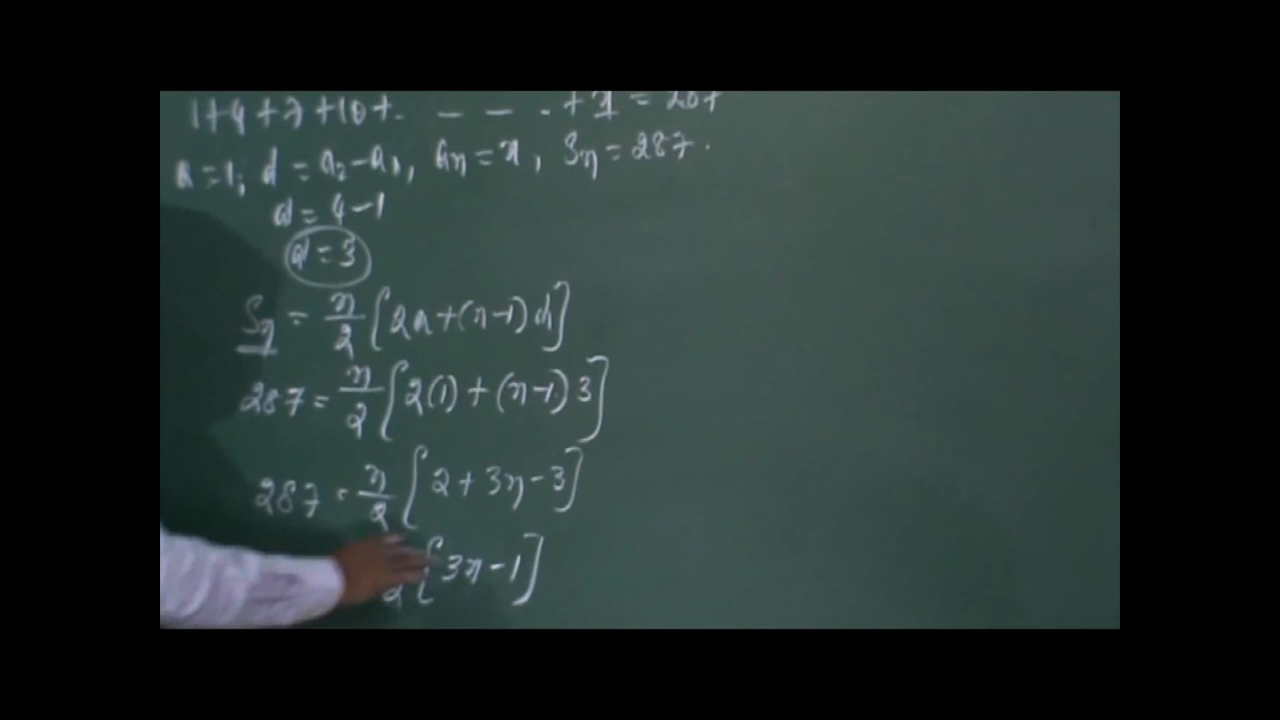 1+4+7+10+. - - . +x = 287
a=1; d = a₂-a₁, aₙ = x, Sₙ = 287.
d = 4-1
d = 3
Sₙ = n/2 [2a+(n-1)d]
287 = n/2 [2(1) + (n-1)3]
287 = n/2 [2+3n-3]
2 [3n-1]